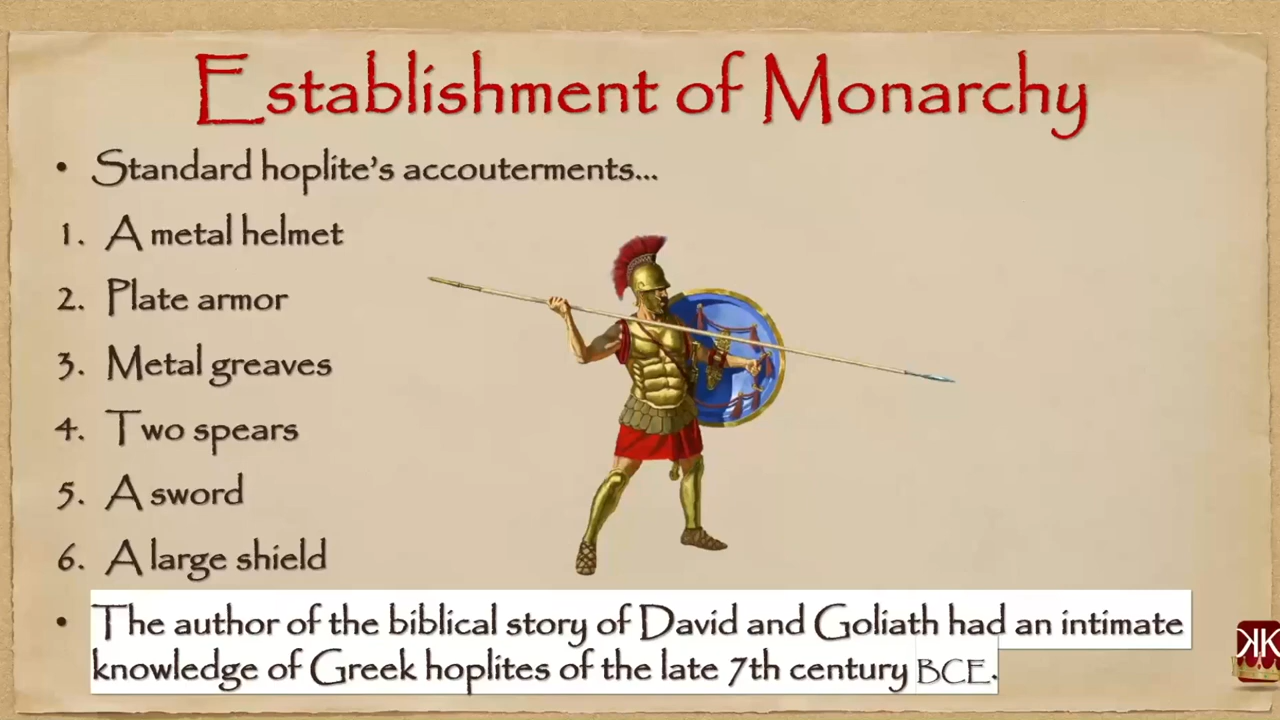 Establishment of Monarchy
• Standard hoplite's accouterments...
1. A metal helmet
2. Plate armor
3. Metal greaves
4. Two spears
5. A sword
6. A large shield
• The author of the biblical story of David and Goliath had an intimate
knowledge of Greek hoplites of the late 7th century BCE.
KK